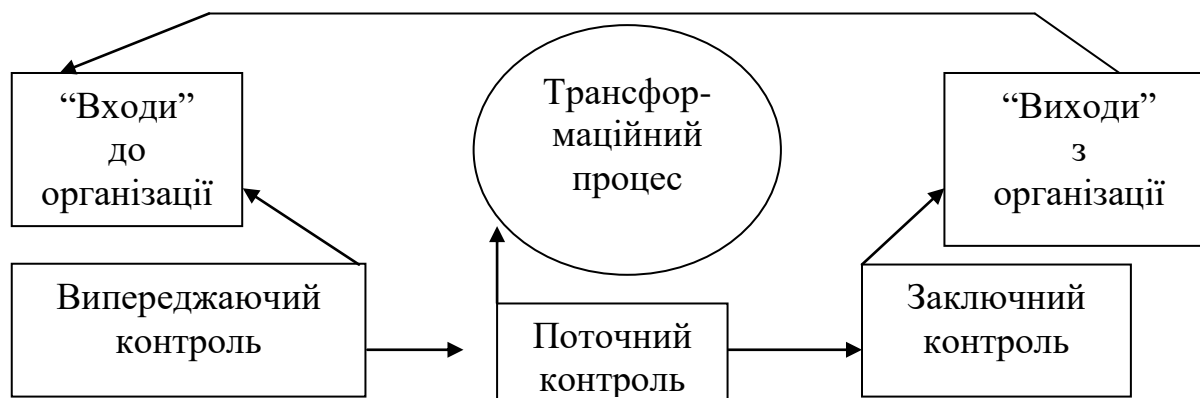 “Входи”
до
організації
Трансфор-
маційний
процес
“Виходи”
з
організації
Випереджаючий
контроль
Поточний
контроль
Заключний
контроль